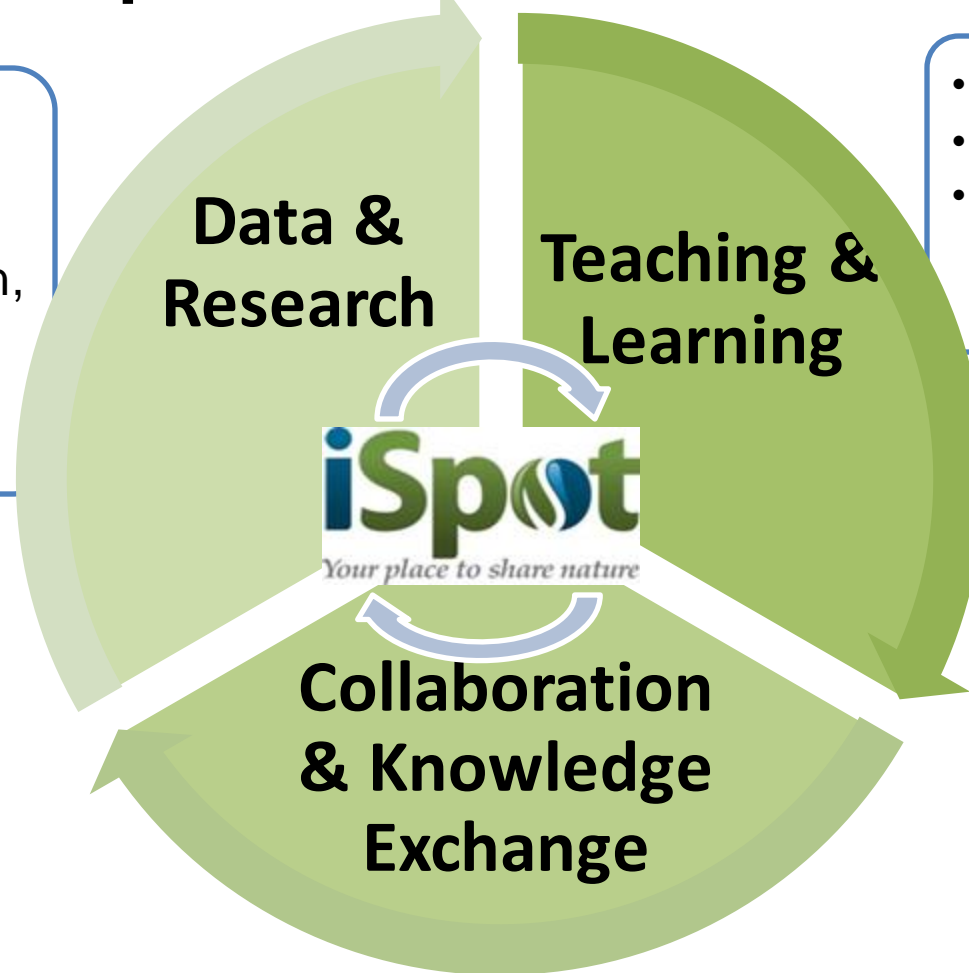 Data &
Research
Teaching &
Learning
iSpot
Your place to share nature
Collaboration
& Knowledge
Exchange